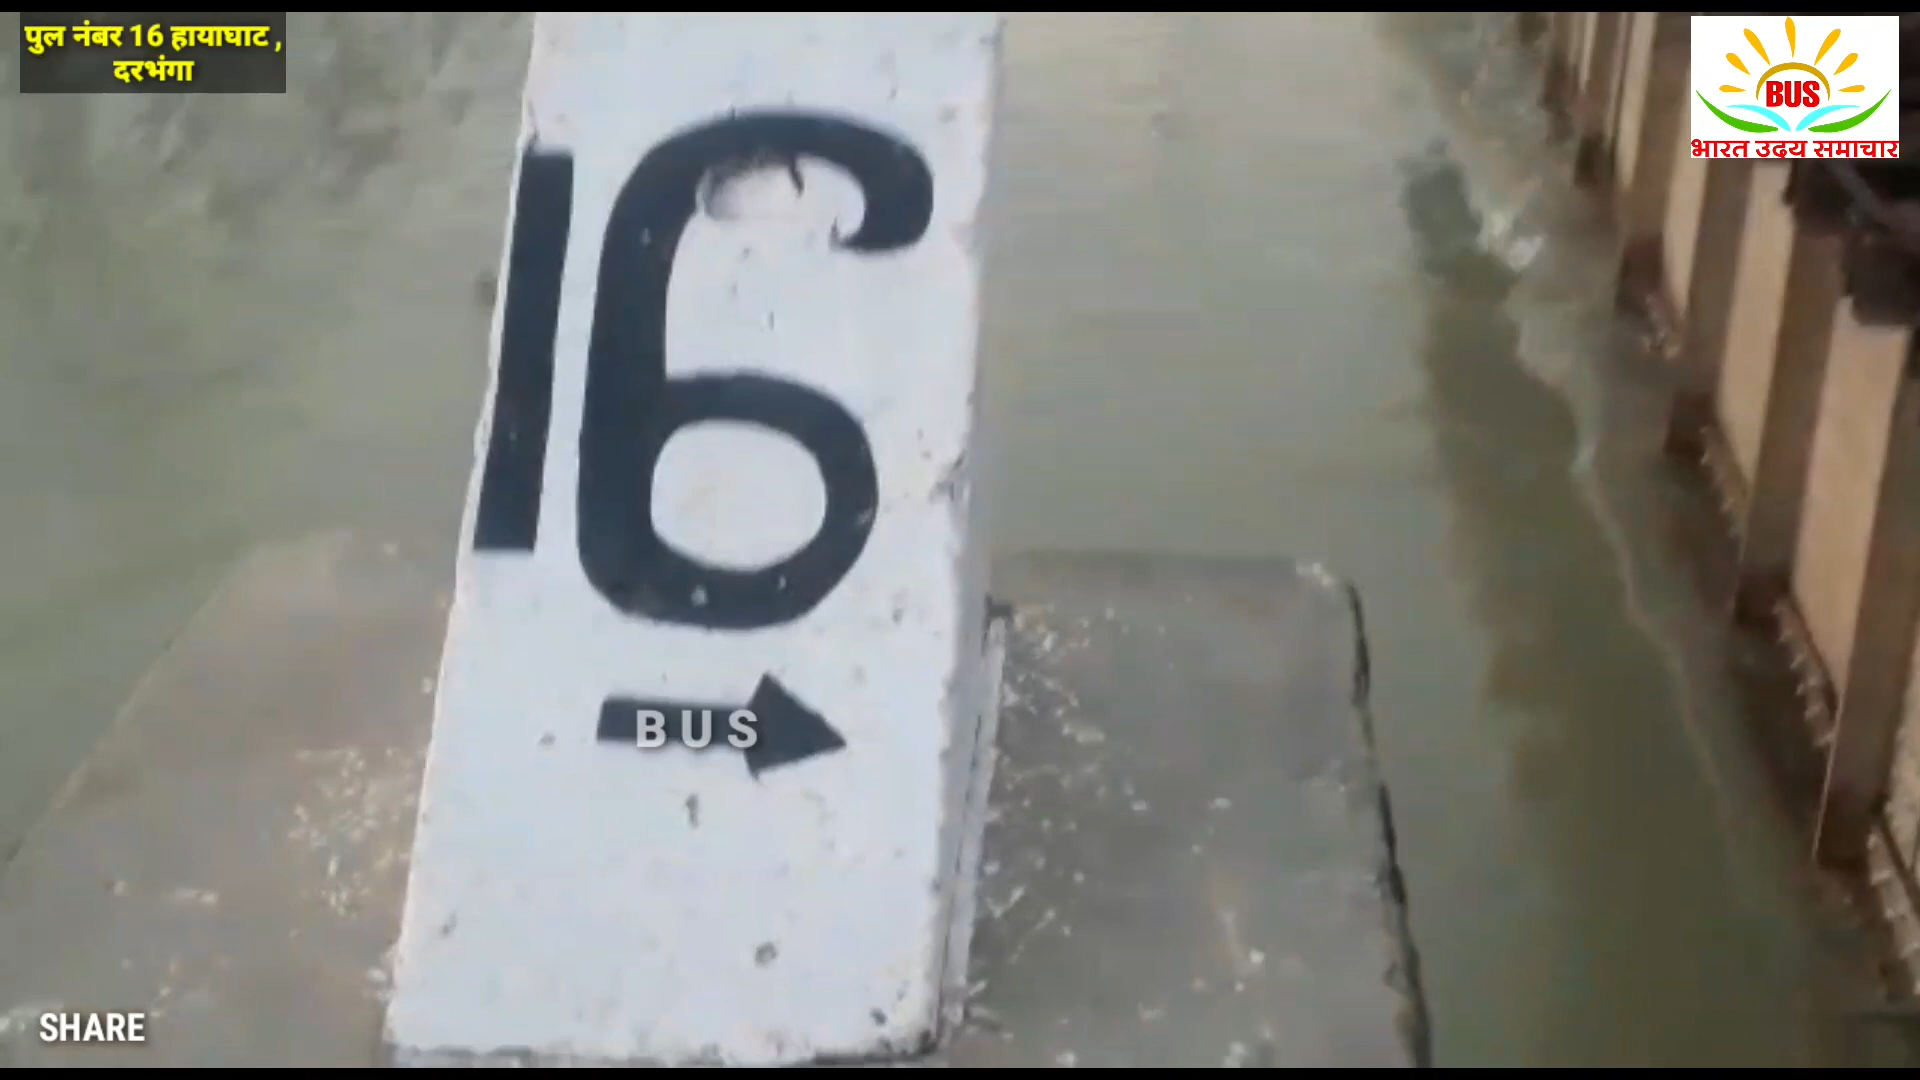 पुल नंबर 16 हायाघाट ,
दरभंगा
BUS
भारत उदय समाचार
16
BUS
SHARE